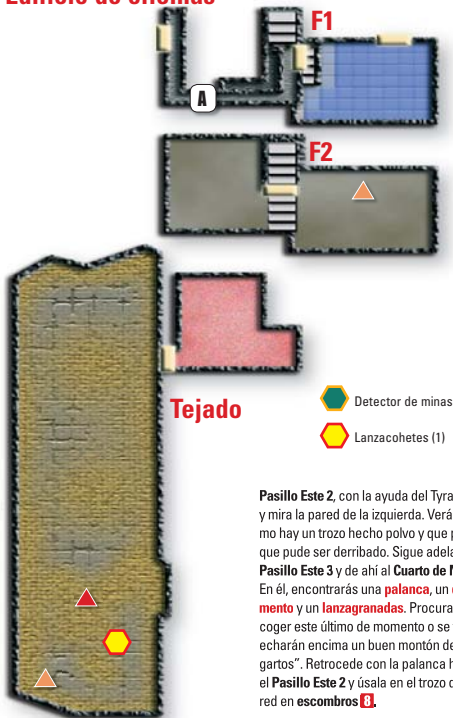 Edificio de oficinas
F1
A
F2
Tejado
Detector de minas
Lanzacohetes (1)
Pasillo Este 2, con la ayuda del Tyra
y mira la pared de la izquierda. Verá
mo hay un trozo hecho polvo y que p
que pude ser derribado. Sigue adela
Pasillo Este 3 y de ahí al Cuarto de M
En él, encontrarás una palanca, un
mento y un lanzagranadas. Procura
coger este último de momento o se
echarán encima un buen montón de
gartos”. Retrocede con la palanca h
el Pasillo Este 2 y úsala en el trozo d
red en escombros 8.